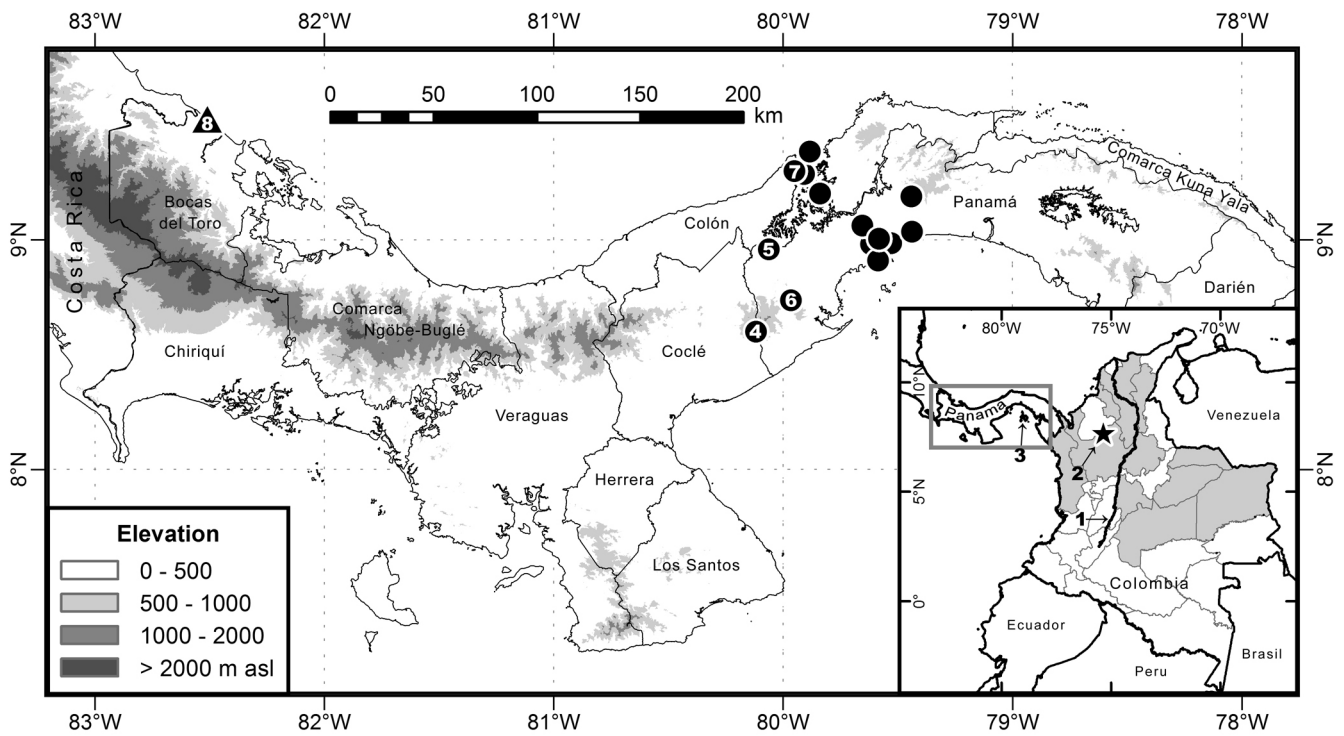 83°W 82°W 81°W 80°W 79°W 78°W
0 50 100 150 200
km
8
7
Comarca Kuna Yala
Costa Rica
Bocas
del Toro
Panamá
Colón
9°N
9°N
5
Darién
6
Comarca
Ngöbe-Buglé
4
Chiriquí
Coclé
Veraguas
8°N
8°N
Herrera
Los Santos
Elevation
0 - 500
500 - 1000
1000 - 2000
> 2000 m asl
80°W 75°W 70°W
10°N
Panama
Venezuela
3
2
5°N
1
Colombia
0°
Ecuador
Brasil
Peru
83°W 82°W 81°W 80°W 79°W 78°W